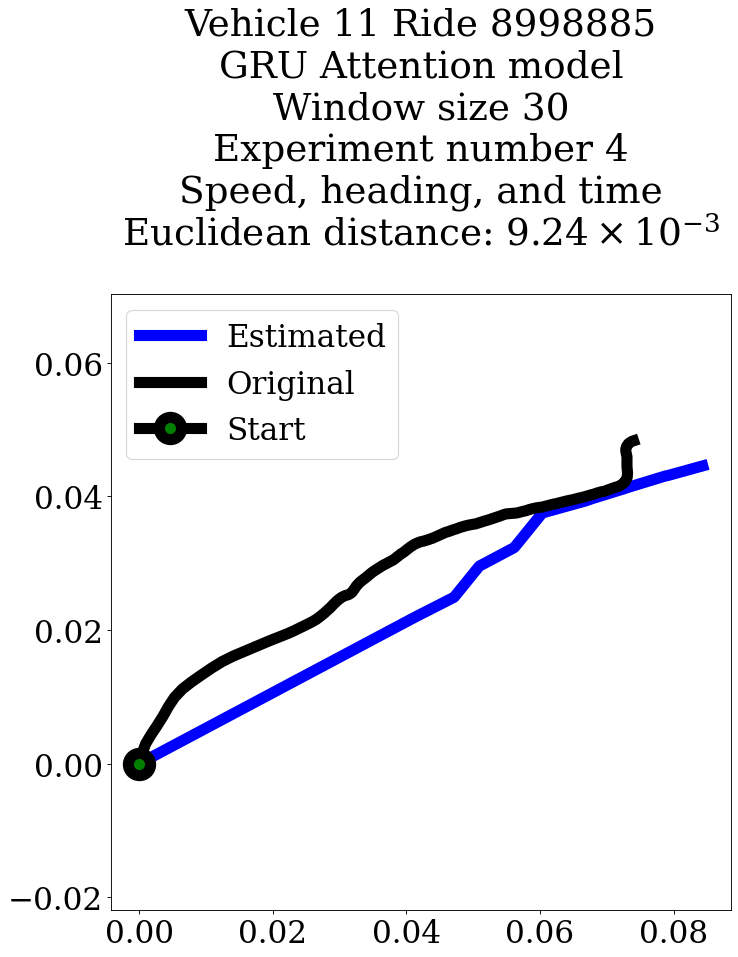 Vehicle 11 Ride 8998885
GRU Attention model
Window size 30
Experiment number 4
Speed, heading, and time
Euclidean distance: 9.24 × 10⁻³
Estimated
Original
Start
0.06
0.04
0.02
0.00
−0.02
0.00 0.02 0.04 0.06 0.08